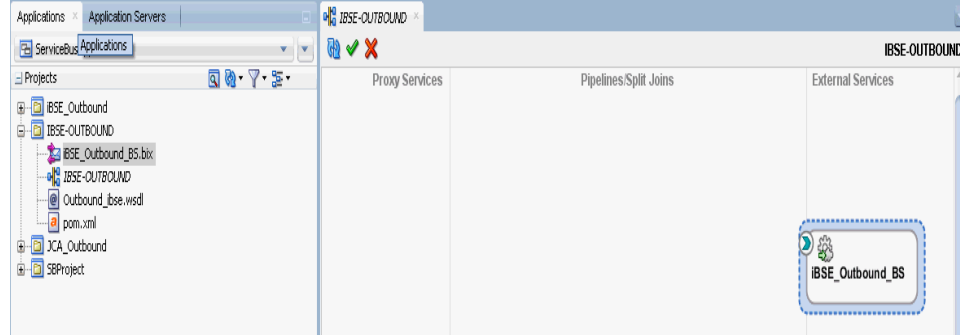 Applications
Application Servers
IBSE-OUTBOUND
ServiceBus
Applications
IBSE-OUTBOUND
Projects
Proxy Services
Pipelines/Split Joins
External Services
iBSE_Outbound
IBSE-OUTBOUND
iBSE_Outbound_BS.bix
IBSE-OUTBOUND
Outbound_ibse.wsdl
pom.xml
JCA_Outbound
SBProject
iBSE_Outbound_BS